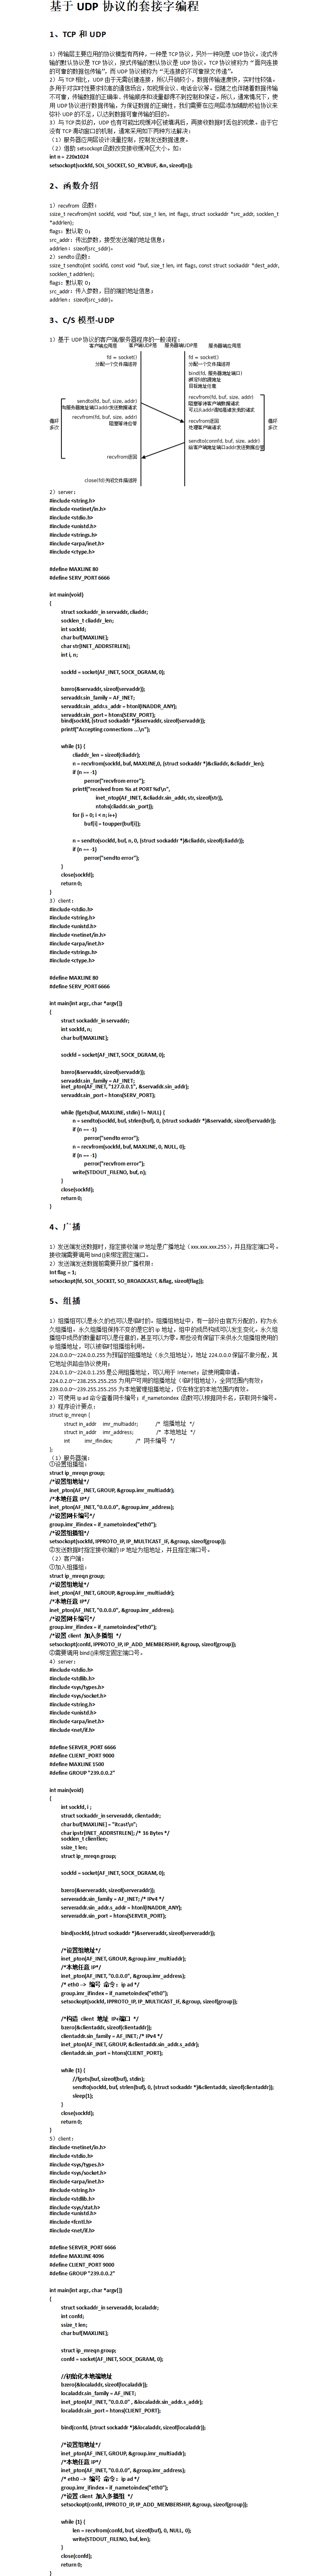 基于 UDP 协议的套接字编程
1、TCP 和 UDP
1）传输层主要应用的协议模型有两种，一种是 TCP 协议，另外一种则是 UDP 协议。流式传
输的默认协议是 TCP 协议，报式传输的默认协议是 UDP 协议。TCP 协议被称为“面向连接
的可靠的数据包传输”，而 UDP 协议被称为“无连接的不可靠报文传递”。
2）与 TCP 相比，UDP 由于无需创建连接，所以开销较小，数据传输速度快，实时性较强。
多用于对实时性要求较高的通信场合，如视频会议、电话会议等。但随之也伴随着数据传输
不可靠，传输数据的正确率、传输顺序和流量都得不到控制和保证。所以，通常情况下，使
用 UDP 协议进行数据传输，为保证数据的正确性，我们需要在应用层添加辅助校验协议来
弥补 UDP 的不足，以达到数据可靠传输的目的。
3）与 TCP 类似的，UDP 也有可能出现缓冲区被填满后，再接收数据时丢包的现象。由于它
没有 TCP 滑动窗口的机制，通常采用如下两种方法解决：
（1）服务器应用层设计流量控制，控制发送数据速度。
（2）借助 setsockopt 函数改变接收缓冲区大小。如：
int n = 220x1024
setsockopt(sockfd, SOL_SOCKET, SO_RCVBUF, &n, sizeof(n));
2、函数介绍
1）recvfrom 函数：
ssize_t recvfrom(int sockfd, void *buf, size_t len, int flags, struct sockaddr *src_addr, socklen_t
*addrlen);
flags：默认取 0；
src_addr：传出参数，接受发送端的地址信息；
addrlen：sizeof(src_sddr)。
2）sendto 函数：
ssize_t sendto(int sockfd, const void *buf, size_t len, int flags, const struct sockaddr *dest_addr,
socklen_t addrlen);
flags：默认取 0；
src_addr：传入参数，目的端的地址信息；
addrlen：sizeof(src_sddr)。
3、C/S 模型-UDP
1）基于 UDP 协议的客户端/服务器程序的一般流程：
客户端应用层 客户端UDP层 服务器端UDP层 服务器端应用层
fd = socket()
分配一个文件描述符
fd = socket()
分配一个文件描述符
bind(fd, 服务器地址端口)
recvfrom(fd, buf, size, addr)
阻塞等待客户端数据请求
sendto(fd, buf, size, addr)
向服务器地址端口addr发送数据请求
recvfrom(fd, buf, size, addr)
阻塞等待应答
循环
多次
recvfrom返回
处理客户端请求
循环
多次
sendto(connfd, buf, size, addr)
给客户端地址端口addr发送数据应答
recvfrom返回
close(fd)关闭文件描述符
2）server：
#include <string.h>
#include <netinet/in.h>
#include <stdio.h>
#include <unistd.h>
#include <strings.h>
#include <arpa/inet.h>
#include <ctype.h>
#define MAXLINE 80
#define SERV_PORT 6666
int main(void)
{
struct sockaddr_in servaddr, cliaddr;
socklen_t cliaddr_len;
int sockfd;
char buf[MAXLINE];
char str[INET_ADDRSTRLEN];
int i, n;
sockfd = socket(AF_INET, SOCK_DGRAM, 0);
bzero(&servaddr, sizeof(servaddr));
servaddr.sin_family = AF_INET;
servaddr.sin_addr.s_addr = htonl(INADDR_ANY);
servaddr.sin_port = htons(SERV_PORT);
bind(sockfd, (struct sockaddr *)&servaddr, sizeof(servaddr));
printf("Accepting connections ...\n");
while (1) {
cliaddr_len = sizeof(cliaddr);
n = recvfrom(sockfd, buf, MAXLINE,0, (struct sockaddr *)&cliaddr, &cliaddr_len);
if (n == -1)
perror("recvfrom error");
printf("received from %s at PORT %d\n",
inet_ntop(AF_INET, &cliaddr.sin_addr, str, sizeof(str)),
ntohs(cliaddr.sin_port));
for (i = 0; i < n; i++)
buf[i] = toupper(buf[i]);
n = sendto(sockfd, buf, n, 0, (struct sockaddr *)&cliaddr, sizeof(cliaddr));
if (n == -1)
perror("sendto error");
}
close(sockfd);
return 0;
}
3）client：
#include <stdio.h>
#include <string.h>
#include <unistd.h>
#include <netinet/in.h>
#include <arpa/inet.h>
#include <strings.h>
#include <ctype.h>
#define MAXLINE 80
#define SERV_PORT 6666
int main(int argc, char *argv[])
{
struct sockaddr_in servaddr;
int sockfd, n;
char buf[MAXLINE];
sockfd = socket(AF_INET, SOCK_DGRAM, 0);
bzero(&servaddr, sizeof(servaddr));
servaddr.sin_family = AF_INET;
inet_pton(AF_INET, "127.0.0.1", &servaddr.sin_addr);
servaddr.sin_port = htons(SERV_PORT);
while (fgets(buf, MAXLINE, stdin) != NULL) {
n = sendto(sockfd, buf, strlen(buf), 0, (struct sockaddr *)&servaddr, sizeof(servaddr));
if (n == -1)
perror("sendto error");
n = recvfrom(sockfd, buf, MAXLINE, 0, NULL, 0);
if (n == -1)
perror("recvfrom error");
write(STDOUT_FILENO, buf, n);
}
close(sockfd);
return 0;
}
4、广播
1）发送端发送数据时，指定接收端 IP 地址是广播地址（xxx.xxx.xxx.255），并且指定端口号。
接收端需要调用 bind()来绑定固定端口。
2）发送端发送数据前需要开放广播权限：
int flag = 1;
setsockopt(fd, SOL_SOCKET, SO_BROADCAST, &flag, sizeof(flag));
5、组播
1）组播组可以是永久的也可以是临时的。组播组地址中，有一部分由官方分配的，称为永
久组播组。永久组播组保持不变的是它的 ip 地址，组中的成员构成可以发生变化。永久组播
组中成员的数量都可以是任意的，甚至可以为零。那些没有保留下来供永久组播组使用的
ip 组播地址，可以被临时组播组利用。
224.0.0.0～224.0.0.255 为预留的组播地址（永久组地址），地址 224.0.0.0 保留不做分配，其
它地址供路由协议使用；
224.0.1.0～224.0.1.255 是公用组播地址，可以用于 Internet；欲使用需申请。
224.0.2.0～238.255.255.255 为用户可用的组播地址（临时组地址），全网范围内有效；
239.0.0.0～239.255.255.255 为本地管理组播地址，仅在特定的本地范围内有效。
2）可使用 ip ad 命令查看网卡编号；if_nametoindex 函数可以根据网卡名，获取网卡编号。
3）程序设计要点：
struct ip_mreqn {
struct in_addr imr_multiaddr; /* 组播地址 */
struct in_addr imr_address; /* 本地地址 */
int imr_ifindex; /* 网卡编号 */
};
（1）服务器端：
①设置组播组：
struct ip_mreqn group;
/*设置组地址*/
inet_pton(AF_INET, GROUP, &group.imr_multiaddr);
/*本地任意 IP*/
inet_pton(AF_INET, "0.0.0.0", &group.imr_address);
/*设置网卡编号*/
group.imr_ifindex = if_nametoindex("eth0");
/*设置组播组*/
setsockopt(sockfd, IPPROTO_IP, IP_MULTICAST_IF, &group, sizeof(group));
②发送数据时指定接收端的 IP 地址为组地址，并且指定端口号。
（2）客户端：
①加入组播组：
struct ip_mreqn group;
/*设置组地址*/
inet_pton(AF_INET, GROUP, &group.imr_multiaddr);
/*本地任意 IP*/
inet_pton(AF_INET, "0.0.0.0", &group.imr_address);
/*设置网卡编号*/
group.imr_ifindex = if_nametoindex("eth0");
/*设置 client 加入多播组 */
setsockopt(confd, IPPROTO_IP, IP_ADD_MEMBERSHIP, &group, sizeof(group));
②需要调用 bind()来绑定固定端口号。
4）server：
#include <stdio.h>
#include <stdlib.h>
#include <sys/types.h>
#include <sys/socket.h>
#include <string.h>
#include <unistd.h>
#include <arpa/inet.h>
#include <net/if.h>
#define SERVER_PORT 6666
#define CLIENT_PORT 9000
#define MAXLINE 1500
#define GROUP "239.0.0.2"
int main(void)
{
int sockfd, i ;
struct sockaddr_in serveraddr, clientaddr;
char buf[MAXLINE] = "itcast\n";
char ipstr[INET_ADDRSTRLEN]; /* 16 Bytes */
socklen_t clientlen;
ssize_t len;
struct ip_mreqn group;
sockfd = socket(AF_INET, SOCK_DGRAM, 0);
bzero(&serveraddr, sizeof(serveraddr));
serveraddr.sin_family = AF_INET; /* IPv4 */
serveraddr.sin_addr.s_addr = htonl(INADDR_ANY);
serveraddr.sin_port = htons(SERVER_PORT);
bind(sockfd, (struct sockaddr *)&serveraddr, sizeof(serveraddr));
/*设置组地址*/
inet_pton(AF_INET, GROUP, &group.imr_multiaddr);
/*本地任意 IP*/
inet_pton(AF_INET, "0.0.0.0", &group.imr_address);
/* eth0 --> 编号 命令：ip ad */
group.imr_ifindex = if_nametoindex("eth0");
setsockopt(sockfd, IPPROTO_IP, IP_MULTICAST_IF, &group, sizeof(group));
/*构造 client 地址 IP+端口 */
bzero(&clientaddr, sizeof(clientaddr));
clientaddr.sin_family = AF_INET; /* IPv4 */
inet_pton(AF_INET, GROUP, &clientaddr.sin_addr.s_addr);
clientaddr.sin_port = htons(CLIENT_PORT);
while (1) {
//fgets(buf, sizeof(buf), stdin);
sendto(sockfd, buf, strlen(buf), 0, (struct sockaddr *)&clientaddr, sizeof(clientaddr));
sleep(1);
}
close(sockfd);
return 0;
}
5）client：
#include <netinet/in.h>
#include <stdio.h>
#include <sys/types.h>
#include <sys/socket.h>
#include <arpa/inet.h>
#include <string.h>
#include <stdlib.h>
#include <sys/stat.h>
#include <unistd.h>
#include <fcntl.h>
#include <net/if.h>
#define SERVER_PORT 6666
#define MAXLINE 4096
#define CLIENT_PORT 9000
#define GROUP "239.0.0.2"
int main(int argc, char *argv[])
{
struct sockaddr_in serveraddr, localaddr;
int confd;
ssize_t len;
char buf[MAXLINE];
struct ip_mreqn group;
confd = socket(AF_INET, SOCK_DGRAM, 0);
//初始化本地端地址
bzero(&localaddr, sizeof(localaddr));
localaddr.sin_family = AF_INET;
inet_pton(AF_INET, "0.0.0.0" , &localaddr.sin_addr.s_addr);
localaddr.sin_port = htons(CLIENT_PORT);
bind(confd, (struct sockaddr *)&localaddr, sizeof(localaddr));
/*设置组地址*/
inet_pton(AF_INET, GROUP, &group.imr_multiaddr);
/*本地任意 IP*/
inet_pton(AF_INET, "0.0.0.0", &group.imr_address);
/* eth0 --> 编号 命令：ip ad */
group.imr_ifindex = if_nametoindex("eth0");
/*设置 client 加入多播组 */
setsockopt(confd, IPPROTO_IP, IP_ADD_MEMBERSHIP, &group, sizeof(group));
while (1) {
len = recvfrom(confd, buf, sizeof(buf), 0, NULL, 0);
write(STDOUT_FILENO, buf, len);
}
close(confd);
return 0;
}